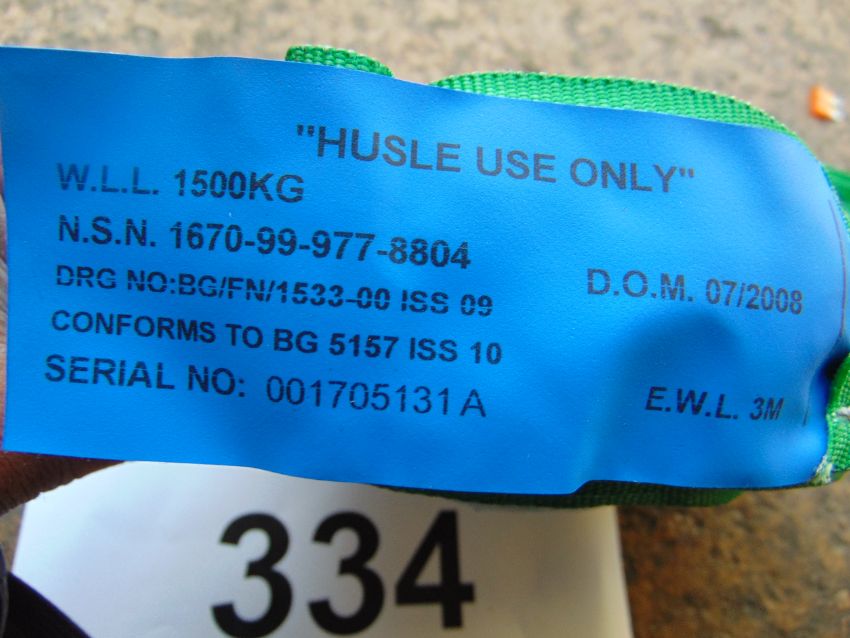 "HUSLE USE ONLY"
W.L.L. 1500KG
N.S.N. 1670-99-977-8804
DRG NO:BG/FN/1533-00 ISS 09
D.O.M. 07/2008
CONFORMS TO BG 5157 ISS 10
SERIAL NO: 001705131A
E.W.L. 3M
334